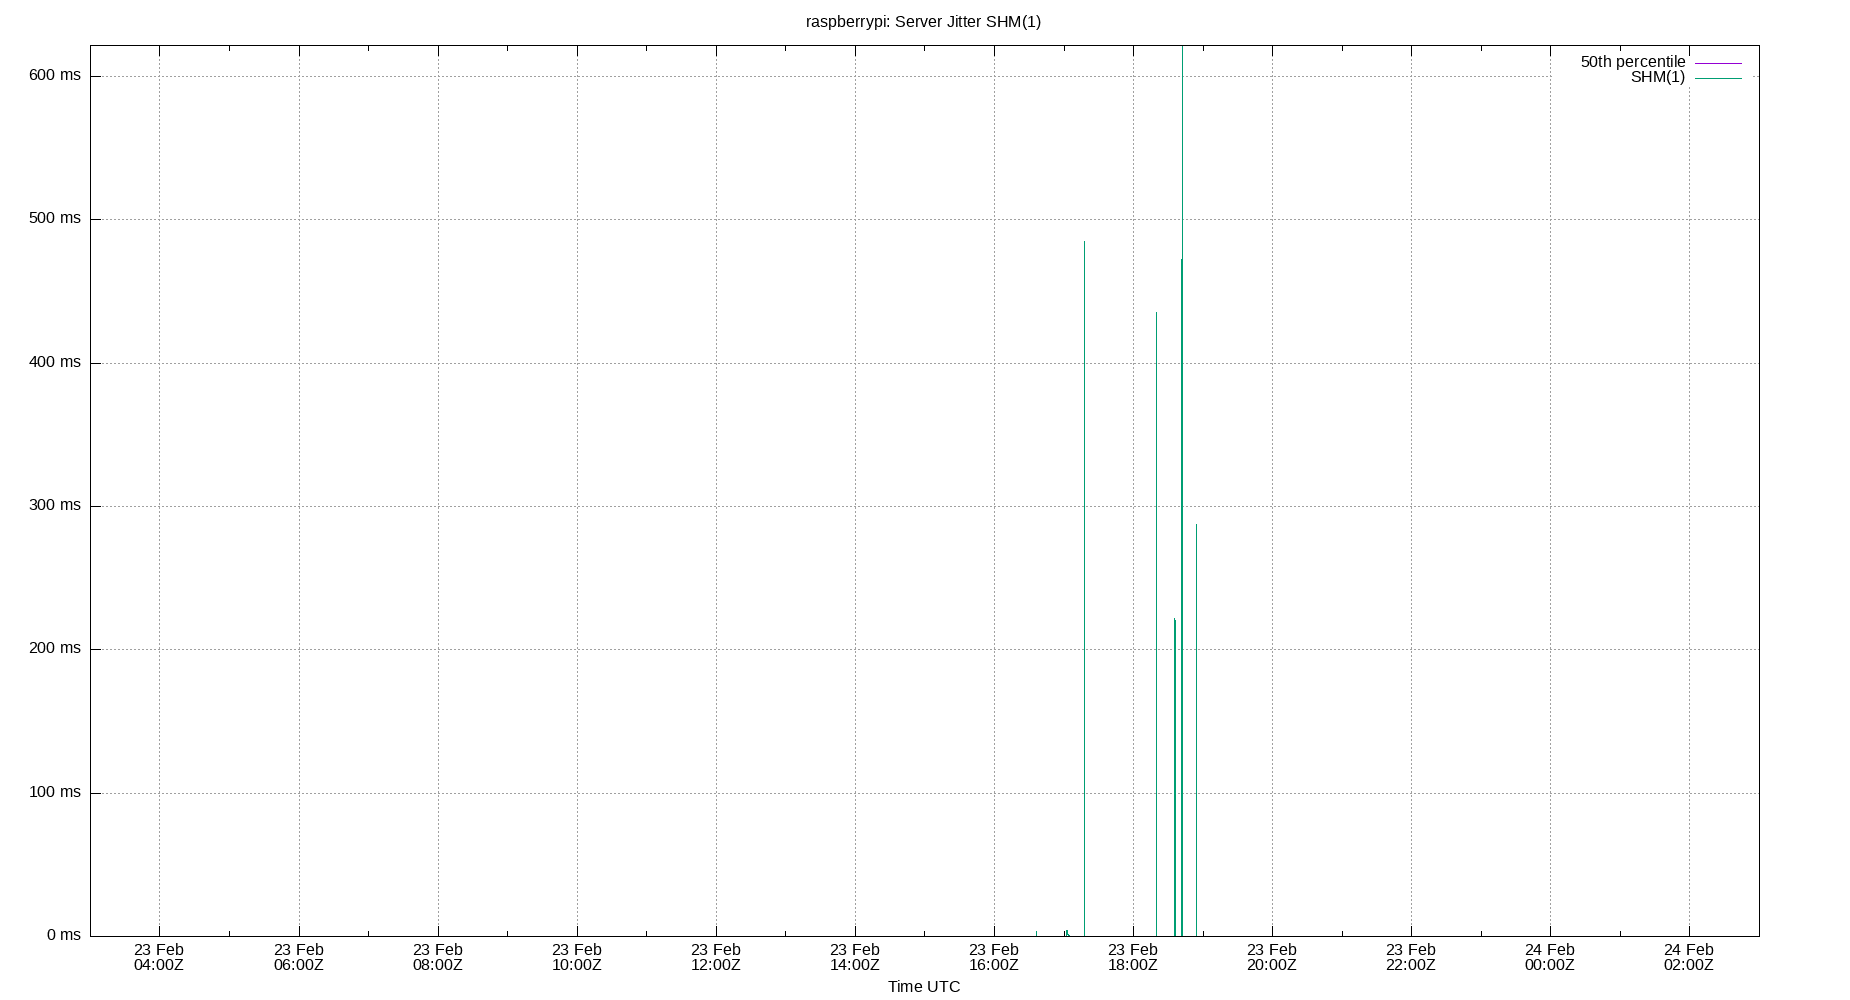 raspberrypi: Server Jitter SHM(1)
50th percentile
SHM(1)
600 ms
500 ms
400 ms
300 ms
200 ms
100 ms
0 ms
23 Feb 23 Feb 23 Feb 23 Feb 23 Feb 23 Feb 23 Feb 23 Feb 23 Feb 23 Feb 24 Feb 24 Feb
04:00Z 06:00Z 08:00Z 10:00Z 12:00Z 14:00Z 16:00Z 18:00Z 20:00Z 22:00Z 00:00Z 02:00Z
Time UTC